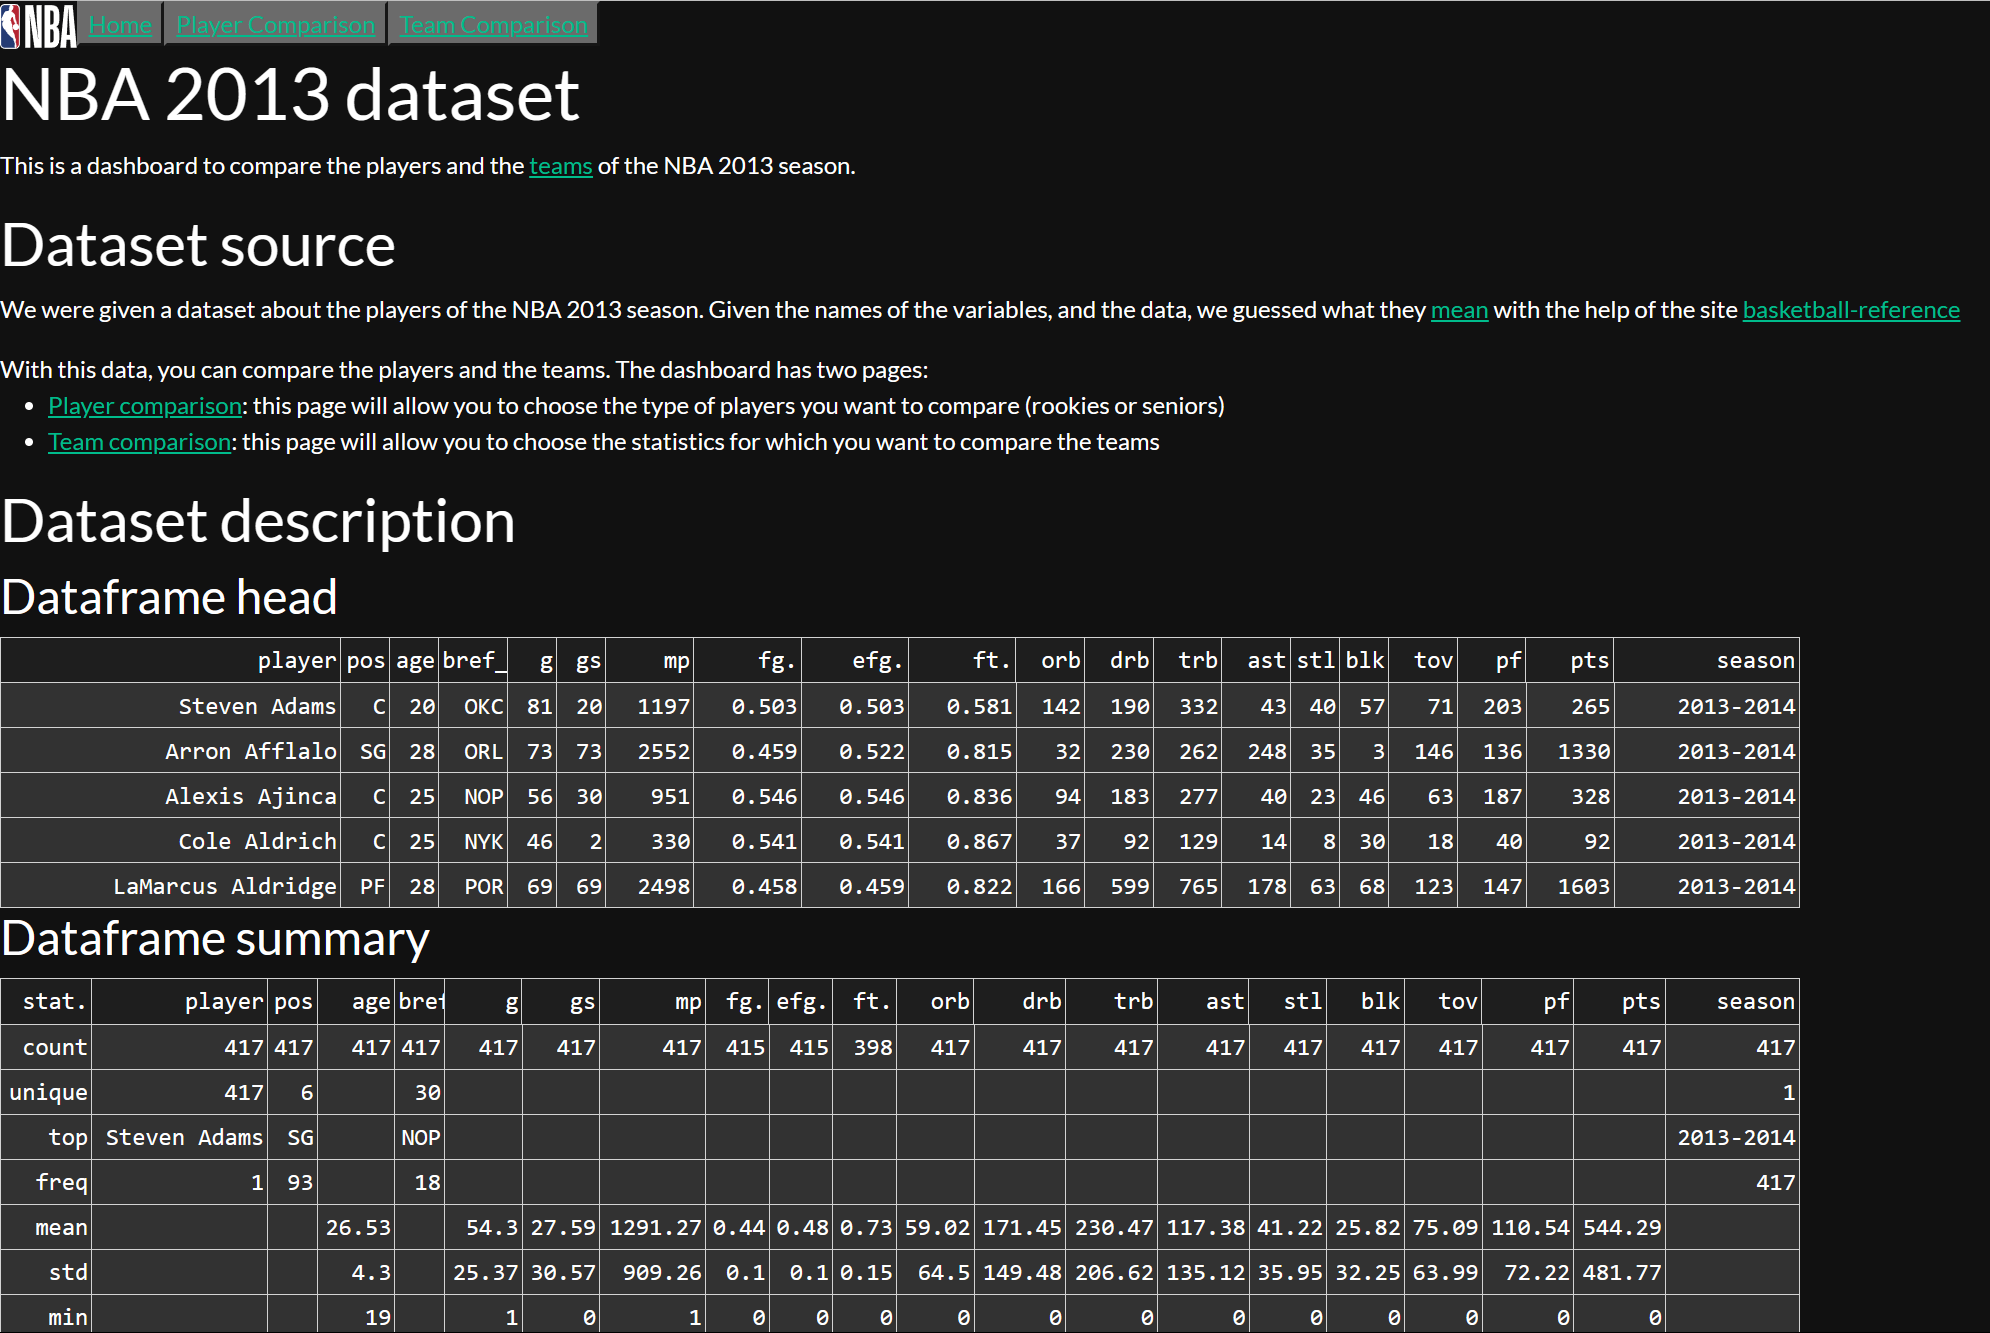 NBA Home Player Comparison Team Comparison
NBA 2013 dataset
This is a dashboard to compare the players and the teams of the NBA 2013 season.
Dataset source
We were given a dataset about the players of the NBA 2013 season. Given the names of the variables, and the data, we guessed what they mean with the help of the site basketball-reference
With this data, you can compare the players and the teams. The dashboard has two pages:
• Player comparison: this page will allow you to choose the type of players you want to compare (rookies or seniors)
• Team comparison: this page will allow you to choose the statistics for which you want to compare the teams
Dataset description
Dataframe head
player pos age bref_ g gs mp fg. efg. ft. orb drb trb ast stl blk tov pf pts season
Steven Adams C 20 OKC 81 20 1197 0.503 0.503 0.581 142 190 332 43 40 57 71 203 265 2013-2014
Arron Afflalo SG 28 ORL 73 73 2552 0.459 0.522 0.815 32 230 262 248 35 3 146 136 1330 2013-2014
Alexis Ajinca C 25 NOP 56 30 951 0.546 0.546 0.836 94 183 277 40 23 46 63 187 328 2013-2014
Cole Aldrich C 25 NYK 46 2 330 0.541 0.541 0.867 37 92 129 14 8 30 18 40 92 2013-2014
LaMarcus Aldridge PF 28 POR 69 69 2498 0.458 0.459 0.822 166 599 765 178 63 68 123 147 1603 2013-2014
Dataframe summary
stat. player pos age bref g gs mp fg. efg. ft. orb drb trb ast stl blk tov pf pts season
count 417 417 417 417 417 417 417 415 415 398 417 417 417 417 417 417 417 417 417 417
unique 417 6 30 1
top Steven Adams SG NOP 2013-2014
freq 1 93 18 417
mean 26.53 54.3 27.59 1291.27 0.44 0.48 0.73 59.02 171.45 230.47 117.38 41.22 25.82 75.09 110.54 544.29
std 4.3 25.37 30.57 909.26 0.1 0.1 0.15 64.5 149.48 206.62 135.12 35.95 32.25 63.99 72.22 481.77
min 19 1 0 1 0 0 0 0 0 0 0 0 0 0 0 0